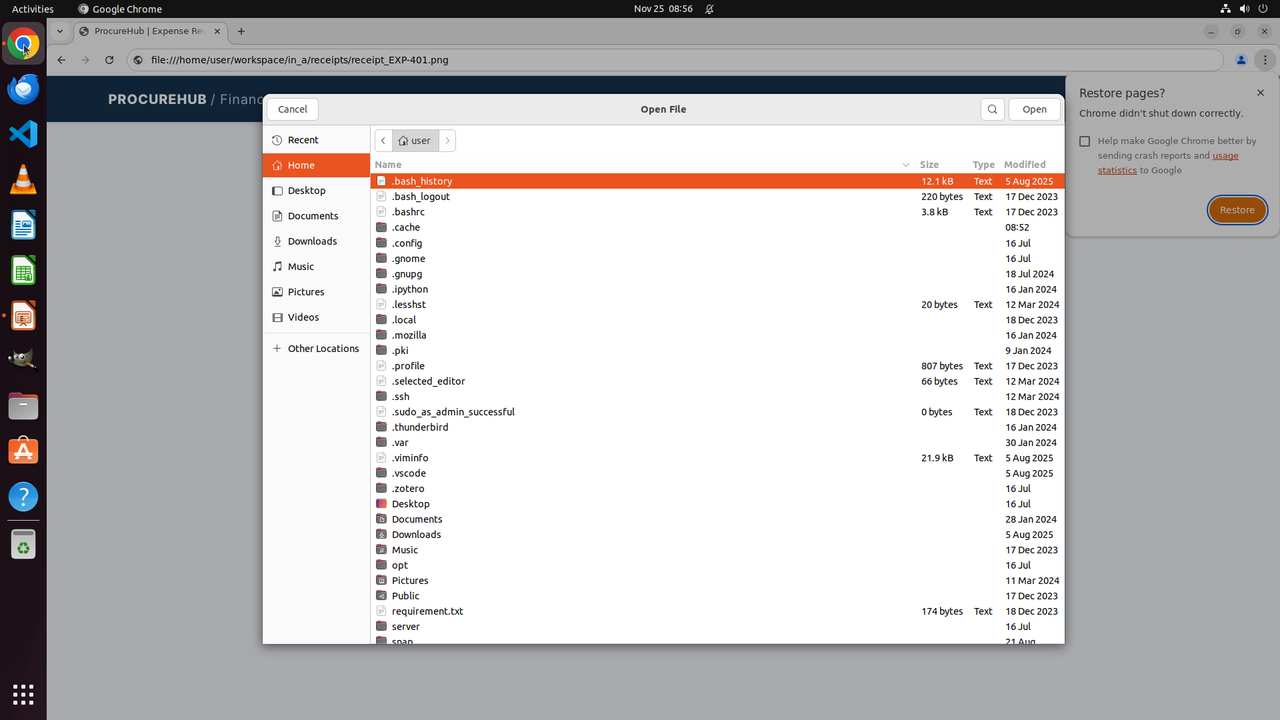 Activities
Google Chrome
Nov 25 08:56
ProcureHub | Expense Re
file:///home/user/workspace/in_a/receipts/receipt_EXP-401.png
PROCUREHUB / Financ
Restore pages?
Chrome didn't shut down correctly.
Help make Google Chrome better by
sending crash reports and usage
statistics to Google
Restore
Cancel
Open File
Open
Recent
Home
Desktop
Documents
Downloads
Music
Pictures
Videos
Other Locations
user
Name Size Type Modified
.bash_history 12.1 kB Text 5 Aug 2025
.bash_logout 220 bytes Text 17 Dec 2023
.bashrc 3.8 kB Text 17 Dec 2023
.cache 08:52
.config 16 Jul
.gnome 16 Jul
.gnupg 18 Jul 2024
.ipython 16 Jan 2024
.lesshst 20 bytes Text 12 Mar 2024
.local 18 Dec 2023
.mozilla 16 Jan 2024
.pki 9 Jan 2024
.profile 807 bytes Text 17 Dec 2023
.selected_editor 66 bytes Text 12 Mar 2024
.ssh 12 Mar 2024
.sudo_as_admin_successful 0 bytes Text 18 Dec 2023
.thunderbird 16 Jan 2024
.var 30 Jan 2024
.viminfo 21.9 kB Text 5 Aug 2025
.vscode 5 Aug 2025
.zotero 16 Jul
Desktop 16 Jul
Documents 28 Jan 2024
Downloads 5 Aug 2025
Music 17 Dec 2023
opt 16 Jul
Pictures 11 Mar 2024
Public 17 Dec 2023
requirement.txt 174 bytes Text 18 Dec 2023
server 16 Jul
snap 21 Aug